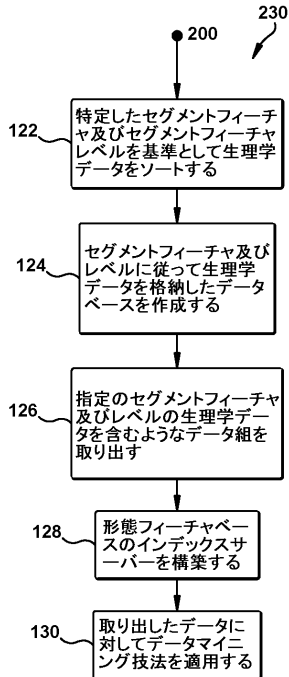 230
200
122
特定したセグメントフィーチャ
及びセグメントフィーチャ
レベルを基準として生理学
データをソートする
124
セグメントフィーチャ及び
レベルに従って生理学
データを格納したデータ
ベースを作成する
126
指定のセグメントフィーチャ
及びレベルの生理学データ
を含むようなデータ組を
取り出す
128
形態フィーチャベー
スのインデックスサ
ーバーを構築する
130
取り出したデータに
対してデータマイニ
ング技法を適用する